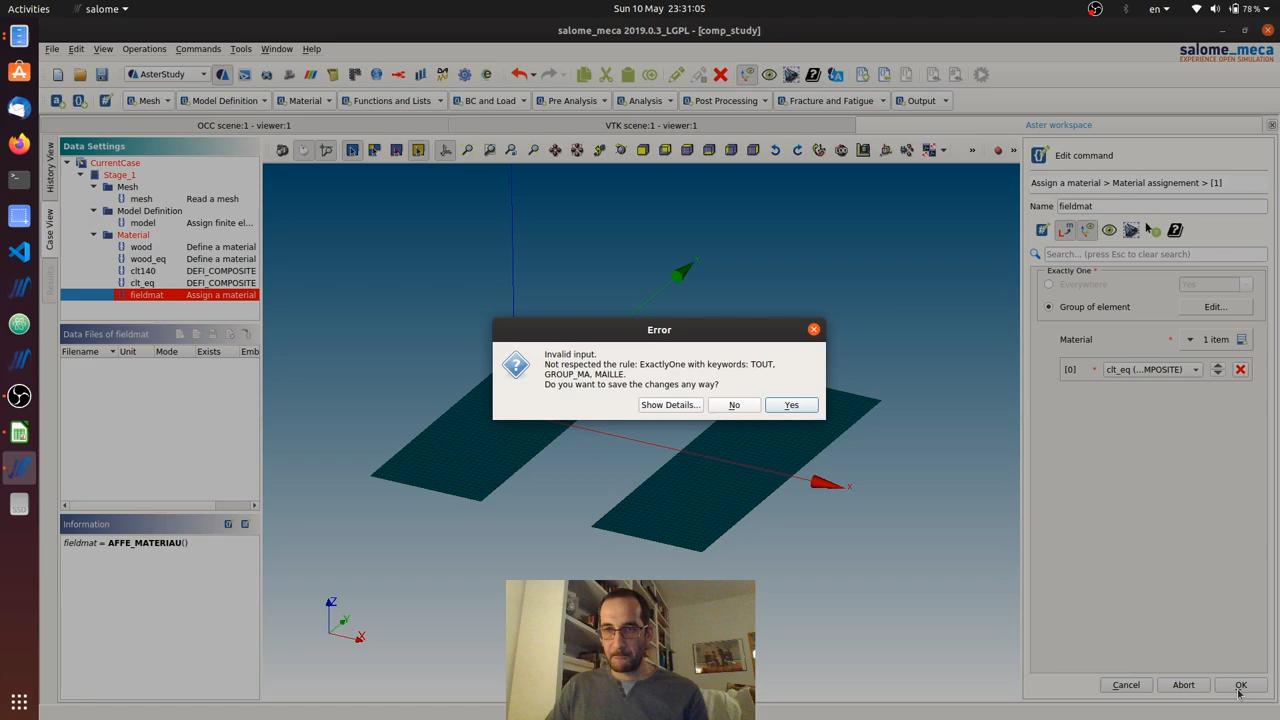 Activities
salome
Sun 10 May 23:31:05
en
78%
salome_meca 2019.0.3_LGPL - [comp_study]
File Edit View Operations Commands Tools Window Help
salome_meca
EXPERIENCE OPEN SIMULATION
AsterStudy
Mesh Model Definition Material Functions and Lists BC and Load Pre Analysis Analysis Post Processing Fracture and Fatigue Output
OCC scene:1 - viewer:1
VTK scene:1 - viewer:1
Aster workspace
History View
Case View
Results
Data Settings
CurrentCase
Stage_1
Mesh
mesh Read a mesh
Model Definition
model Assign finite el...
Material
wood Define a material
wood_eq Define a material
clt140 DEFI_COMPOSITE
clt_eq DEFI_COMPOSITE
fieldmat Assign a material
Data Files of fieldmat
Filename Unit Mode Exists Emb
Information
fieldmat = AFFE_MATERIAU()
Error
Invalid input.
Not respected the rule: ExactlyOne with keywords: TOUT,
GROUP_MA, MAILLE.
Do you want to save the changes any way?
Show Details... No Yes
X
X
Y
Z
Edit command
Assign a material > Material assignement > [1]
Name fieldmat
Search... (press Esc to clear search)
Exactly One *
Everywhere Yes
Group of element Edit...
Material * 1 item
[0] * clt_eq (...MPOSITE)
Cancel Abort OK
SSD